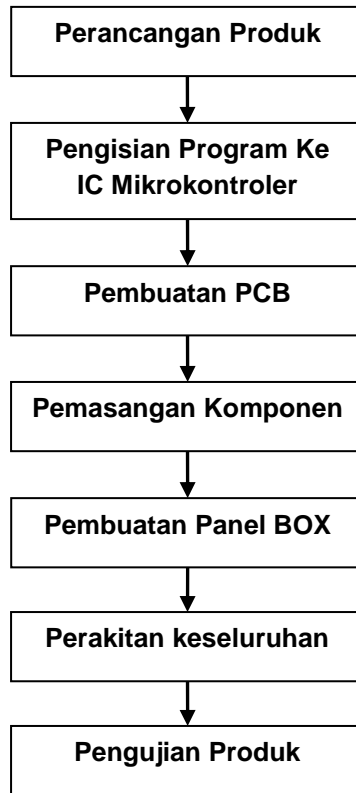 Perancangan Produk
Pengisian Program Ke
IC Mikrokontroler
Pembuatan PCB
Pemasangan Komponen
Pembuatan Panel BOX
Perakitan keseluruhan
Pengujian Produk